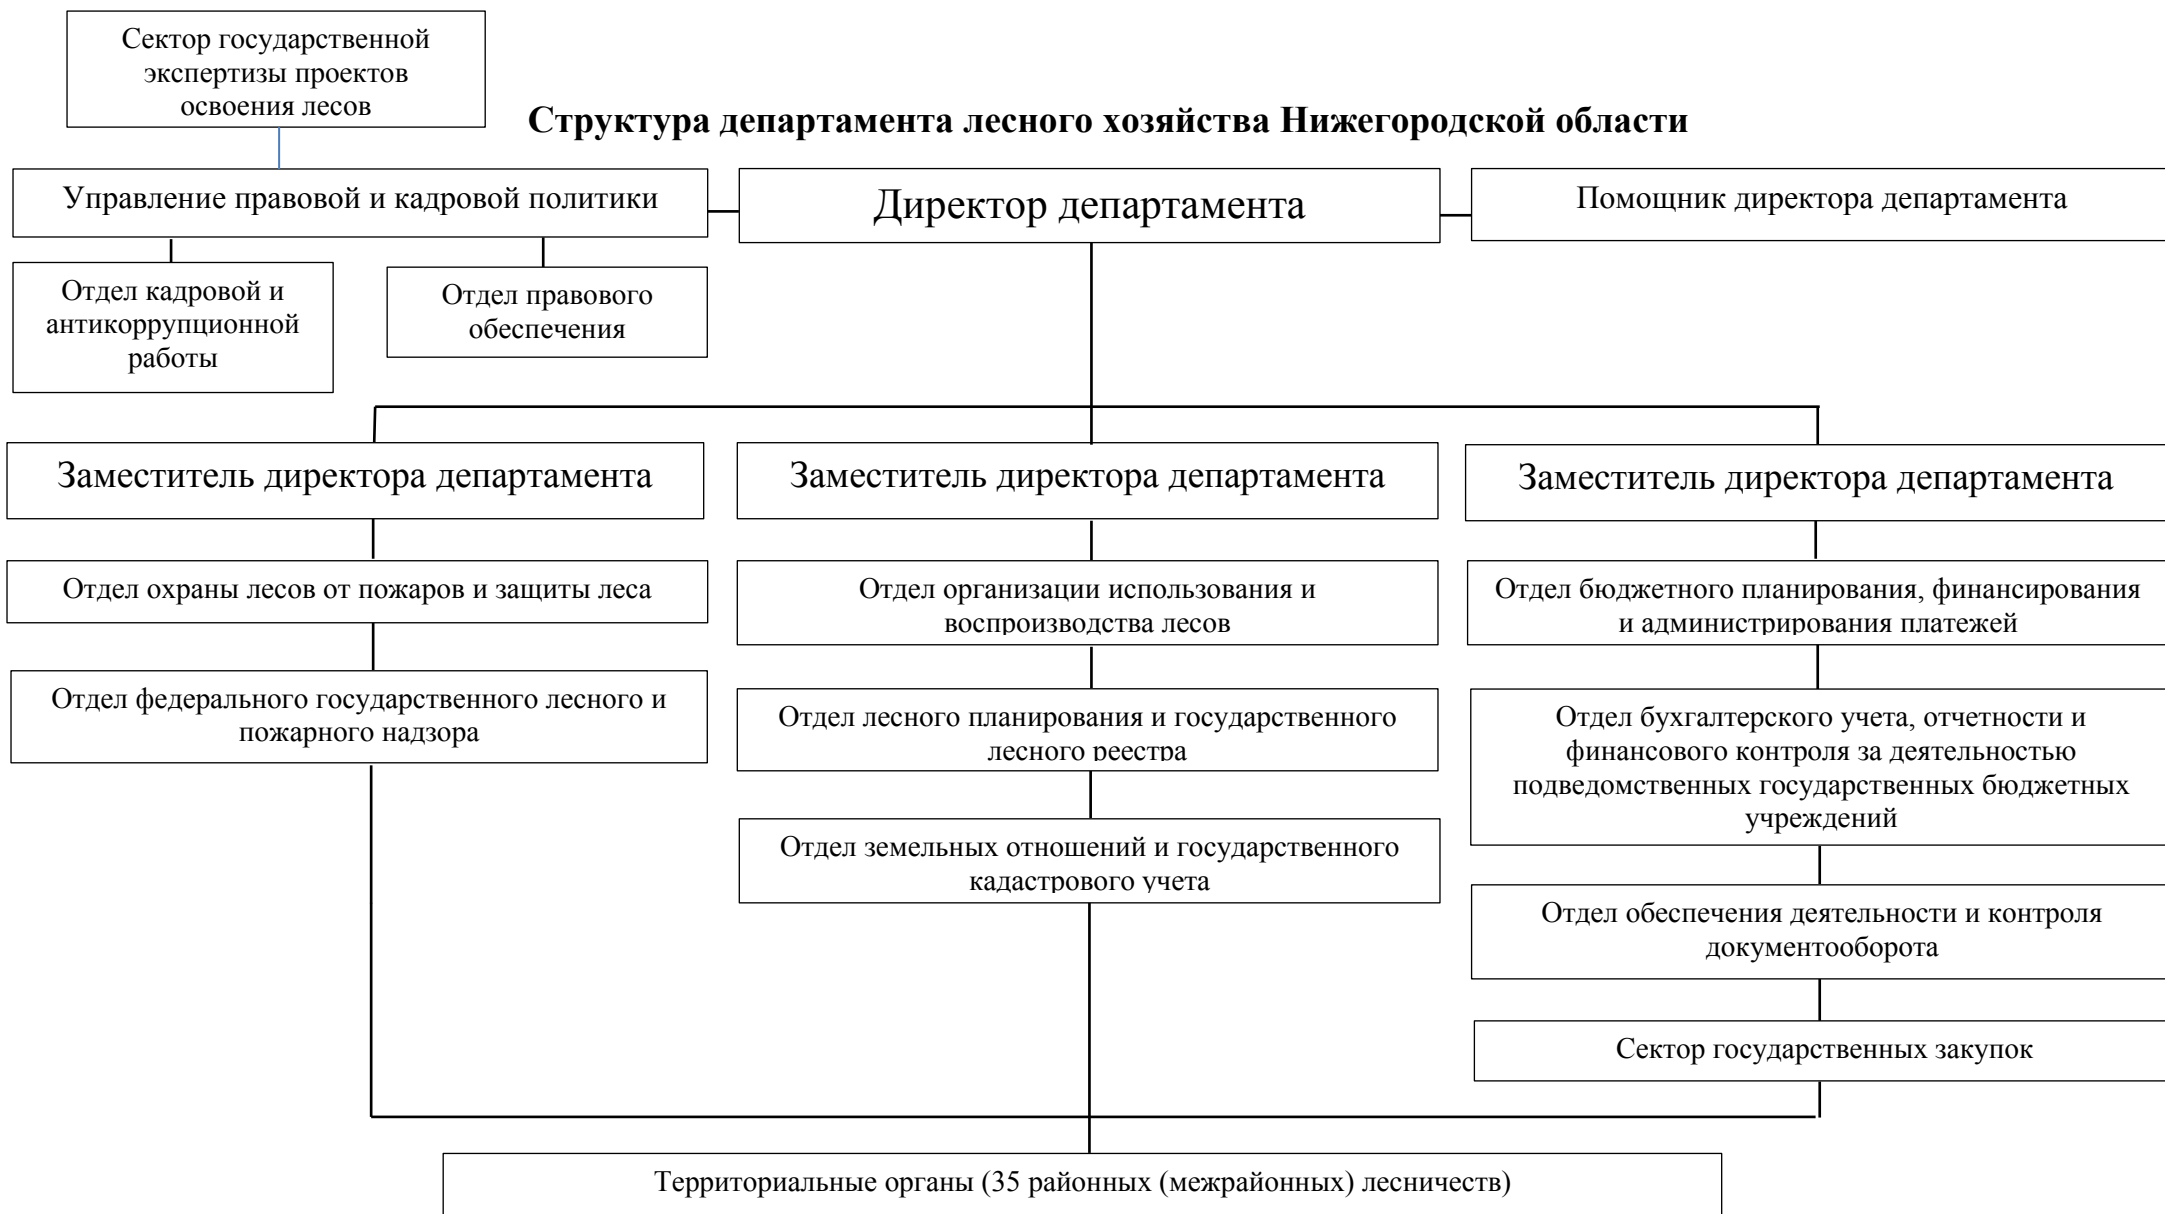 Сектор государственной
экспертизы проектов
освоения лесов
Структура департамента лесного хозяйства Нижегородской области
Управление правовой и кадровой политики
Директор департамента
Помощник директора департамента
Отдел кадровой и
антикоррупционной
работы
Отдел правового
обеспечения
Заместитель директора департамента
Заместитель директора департамента
Заместитель директора департамента
Отдел охраны лесов от пожаров и защиты леса
Отдел организации использования и
воспроизводства лесов
Отдел бюджетного планирования, финансирования
и администрирования платежей
Отдел федерального государственного лесного и
пожарного надзора
Отдел лесного планирования и государственного
лесного реестра
Отдел бухгалтерского учета, отчетности и
финансового контроля за деятельностью
подведомственных государственных бюджетных
учреждений
Отдел земельных отношений и государственного
кадастрового учета
Отдел обеспечения деятельности и контроля
документооборота
Сектор государственных закупок
Территориальные органы (35 районных (межрайонных) лесничеств)